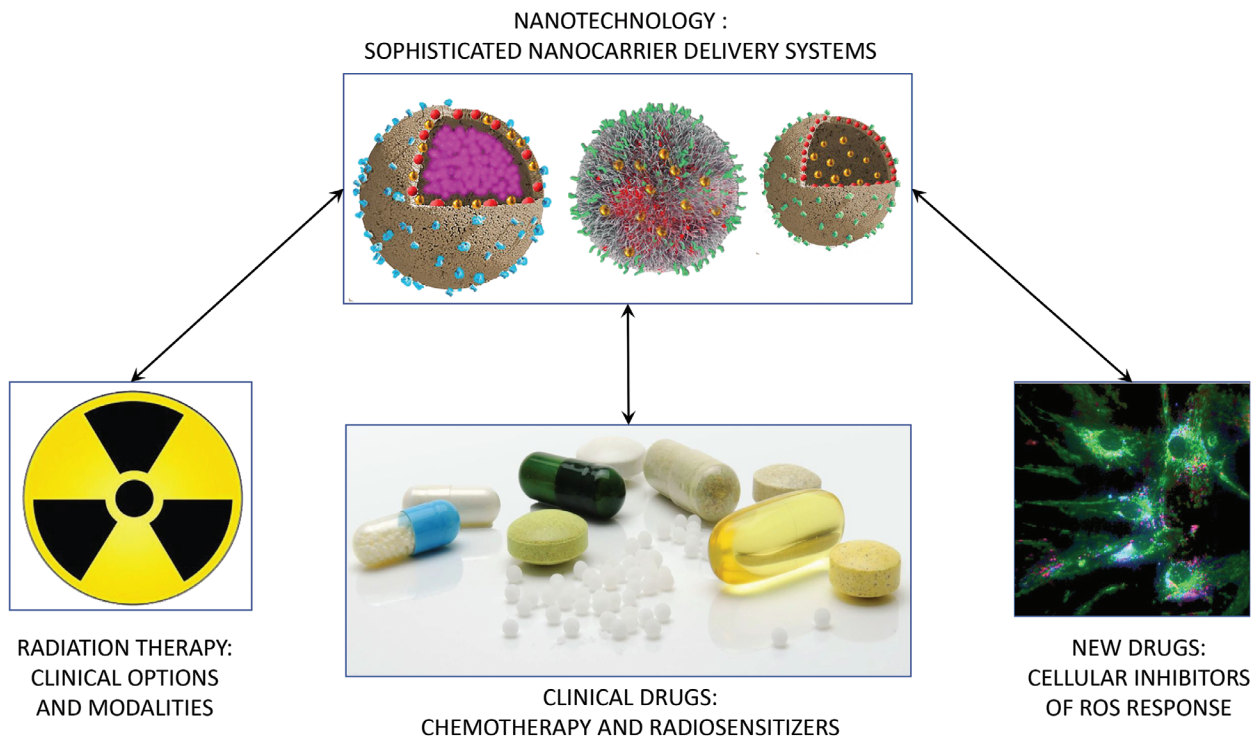 NANOTECHNOLOGY :
SOPHISTICATED NANOCARRIER DELIVERY SYSTEMS
RADIATION THERAPY:
CLINICAL OPTIONS
AND MODALITIES
CLINICAL DRUGS:
CHEMOTHERAPY AND RADIOSENSITIZERS
NEW DRUGS:
CELLULAR INHIBITORS
OF ROS RESPONSE